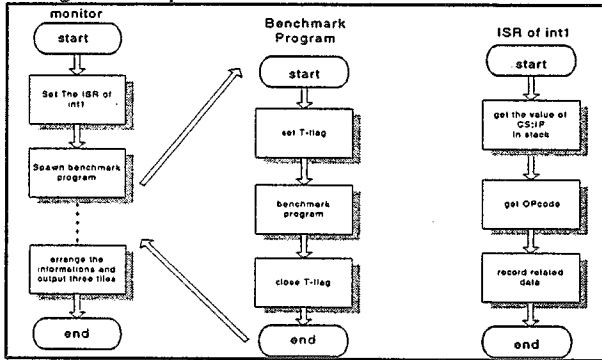 monitor
start
Set The ISR of
int1
Spawn benchmark
program
arrange the
informations and
output three files
end
Benchmark
Program
start
set T-flag
benchmark
program
close T-flag
end
ISR of int1
start
get the value of
CS:IP
in stack
get OPcode
record related
data
end